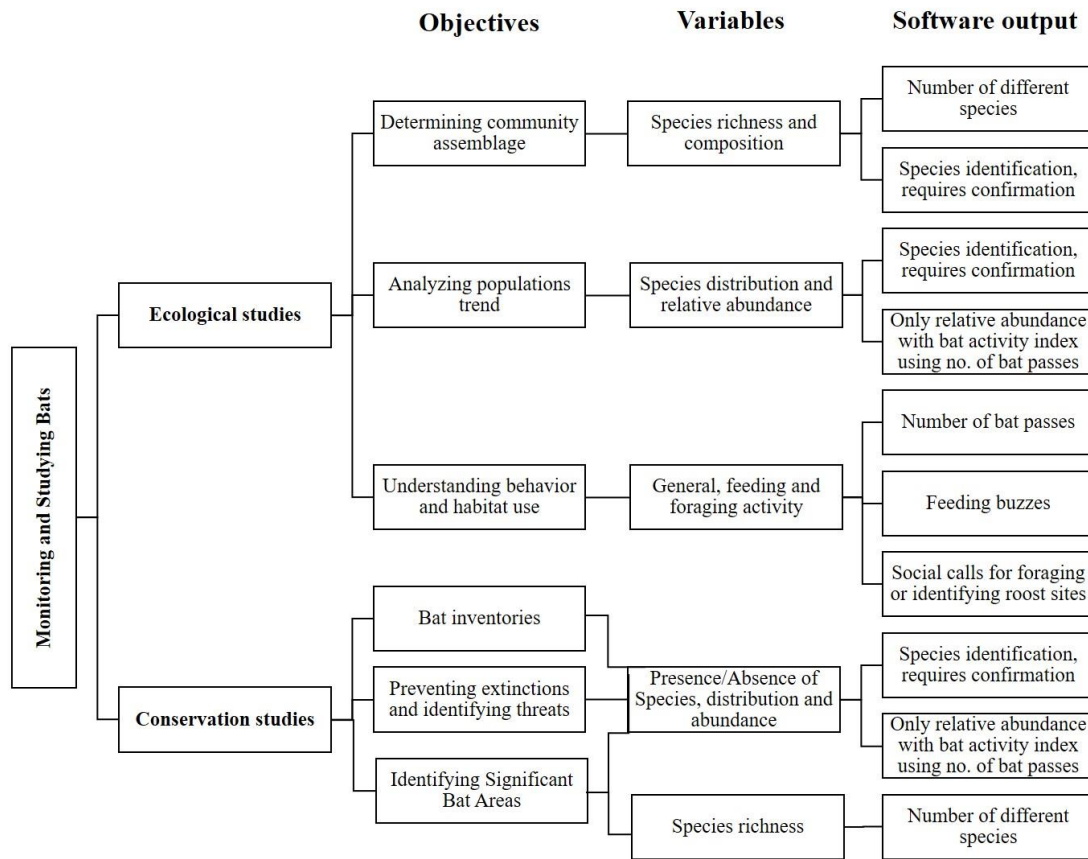 Objectives
Variables
Software output
Monitoring and Studying Bats
Ecological studies
Determining community
assemblage
Species richness and
composition
Number of different
species
Species identification,
requires confirmation
Analyzing populations
trend
Species distribution and
relative abundance
Species identification,
requires confirmation
Only relative abundance
with bat activity index
using no. of bat passes
Understanding behavior
and habitat use
General, feeding and
foraging activity
Number of bat passes
Feeding buzzes
Social calls for foraging
or identifying roost sites
Conservation studies
Bat inventories
Preventing extinctions
and identifying threats
Identifying Significant
Bat Areas
Presence/Absence of
Species, distribution and
abundance
Species identification,
requires confirmation
Only relative abundance
with bat activity index
using no. of bat passes
Species richness
Number of different
species